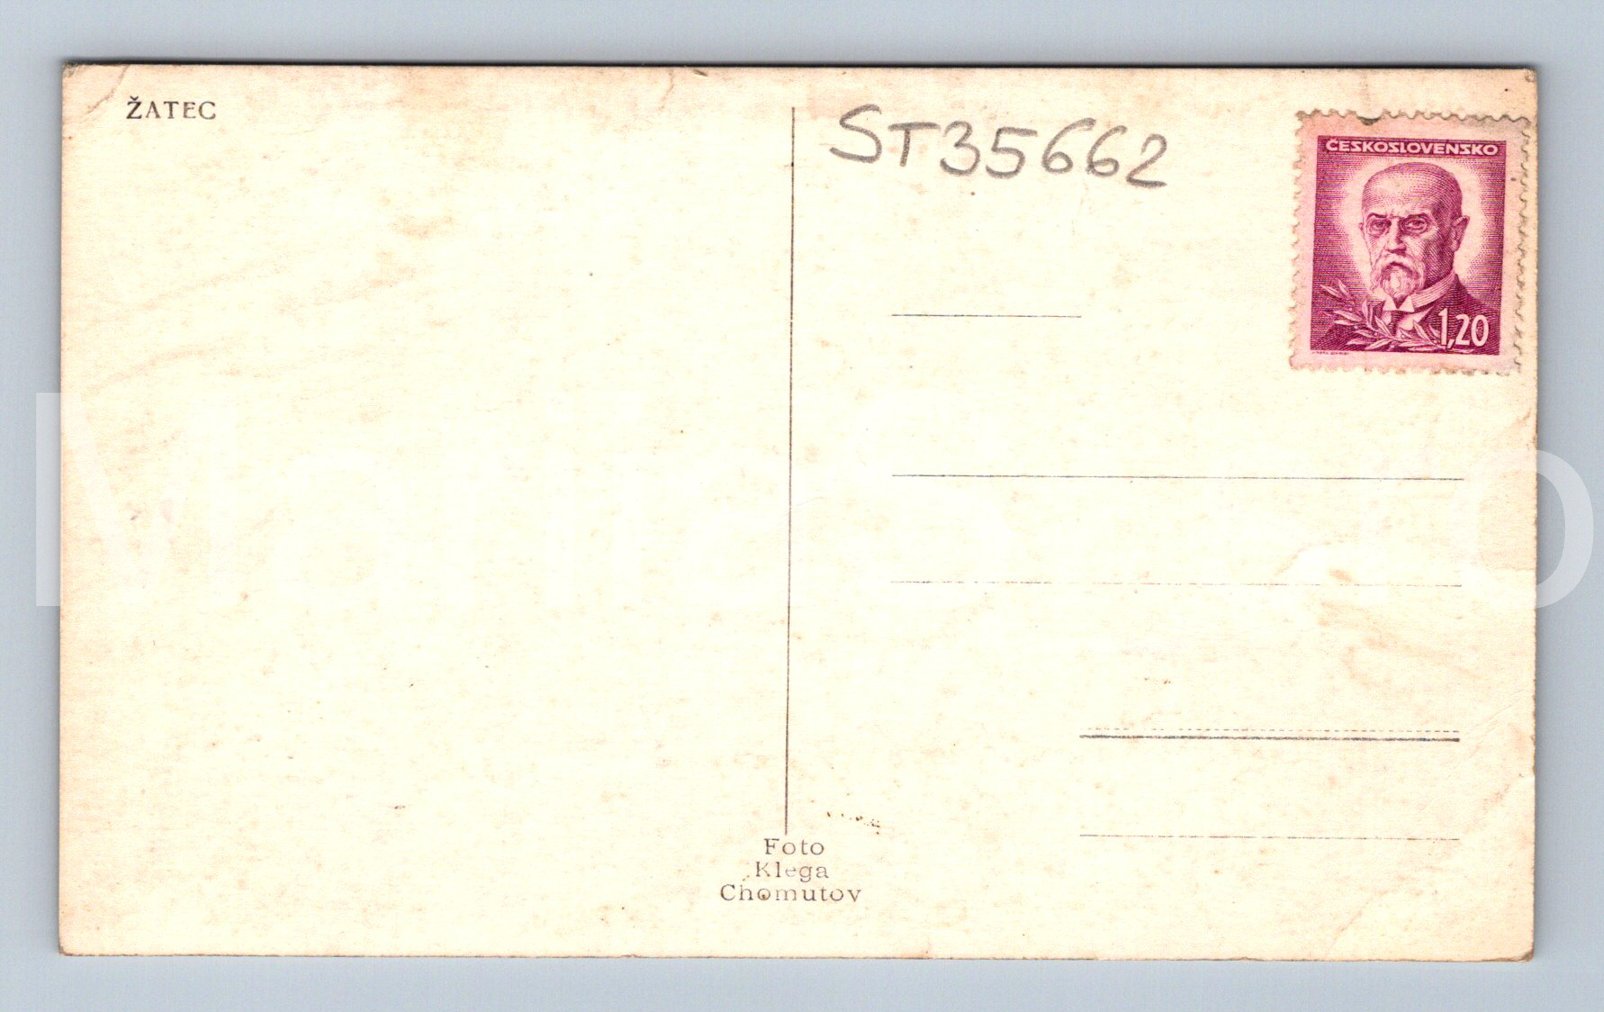 ŽATEC
ST35662
ČESKOSLOVENSKO
1,20
Foto
Klega
Chomutov